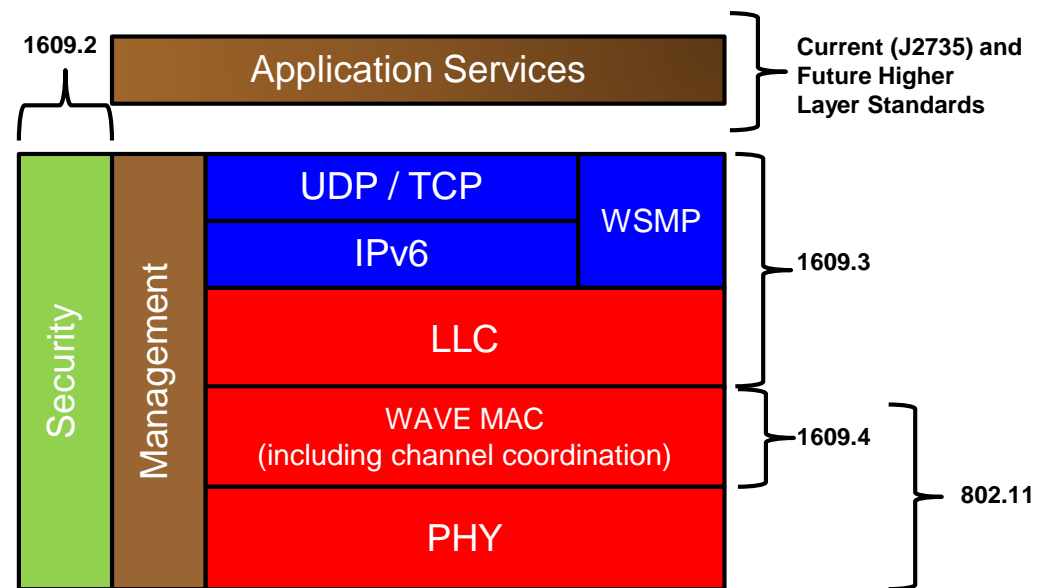 1609.2
Application Services
Current (J2735) and
Future Higher
Layer Standards
Security
Management
UDP / TCP
IPv6
WSMP
1609.3
LLC
WAVE MAC
(including channel coordination)
1609.4
802.11
PHY